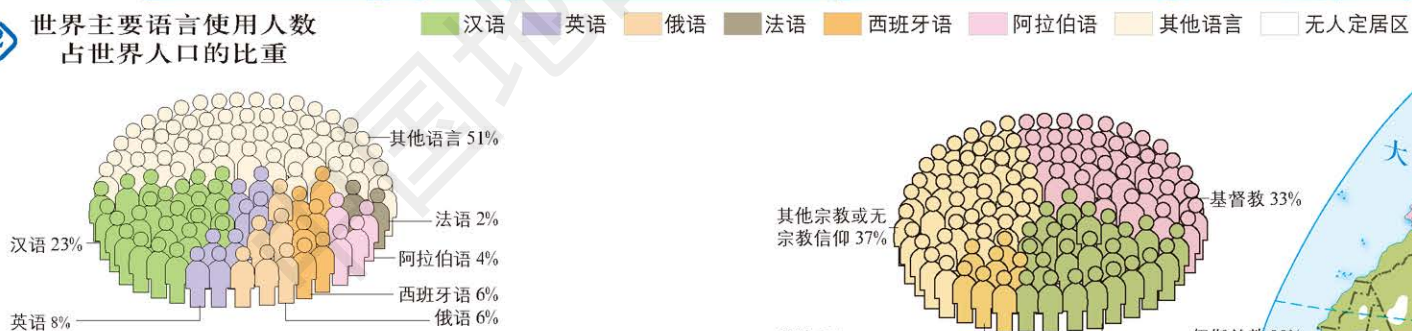 世界主要语言使用人数
占世界人口的比重
汉语 英语 俄语 法语 西班牙语 阿拉伯语 其他语言 无人定居区
其他语言 51%
法语 2%
汉语 23%
阿拉伯语 4%
西班牙语 6%
俄语 6%
英语 8%
基督教 33%
其他宗教或无
宗教信仰 37%
大
国地